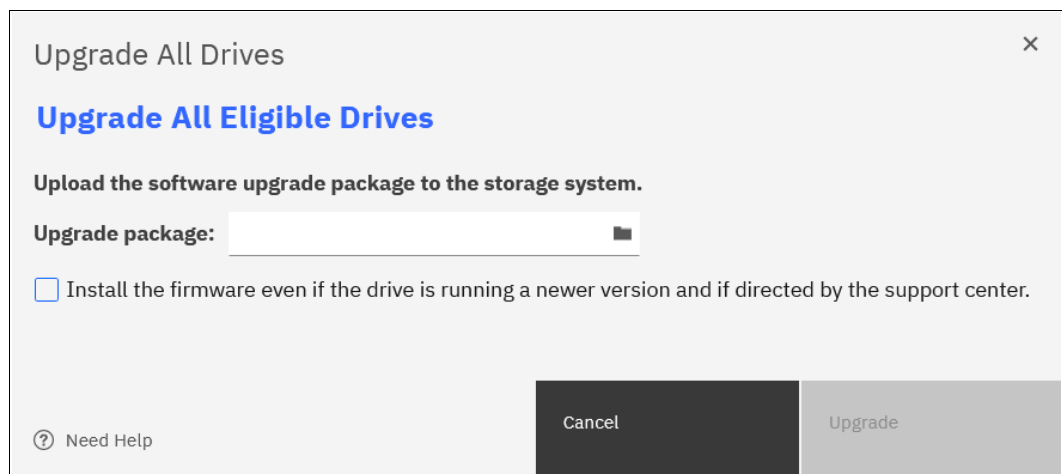 Upgrade All Drives
Upgrade All Eligible Drives
Upload the software upgrade package to the storage system.
Upgrade package:
Install the firmware even if the drive is running a newer version and if directed by the support center.
Cancel
Upgrade
Need Help